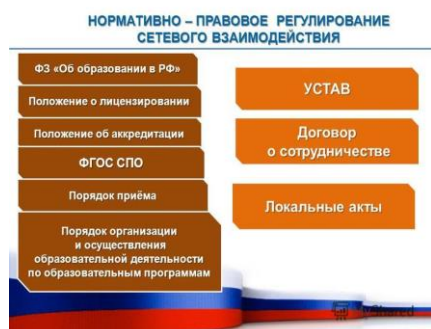 НОРМАТИВНО – ПРАВОВОЕ РЕГУЛИРОВАНИЕ
СЕТЕВОГО ВЗАИМОДЕЙСТВИЯ
ФЗ «Об образовании в РФ»
Положение о лицензировании
Положение об аккредитации
ФГОС СПО
Порядок приёма
Порядок организации
и осуществления
образовательной деятельности
по образовательным программам
УСТАВ
Договор
о сотрудничестве
Локальные акты
MyShared